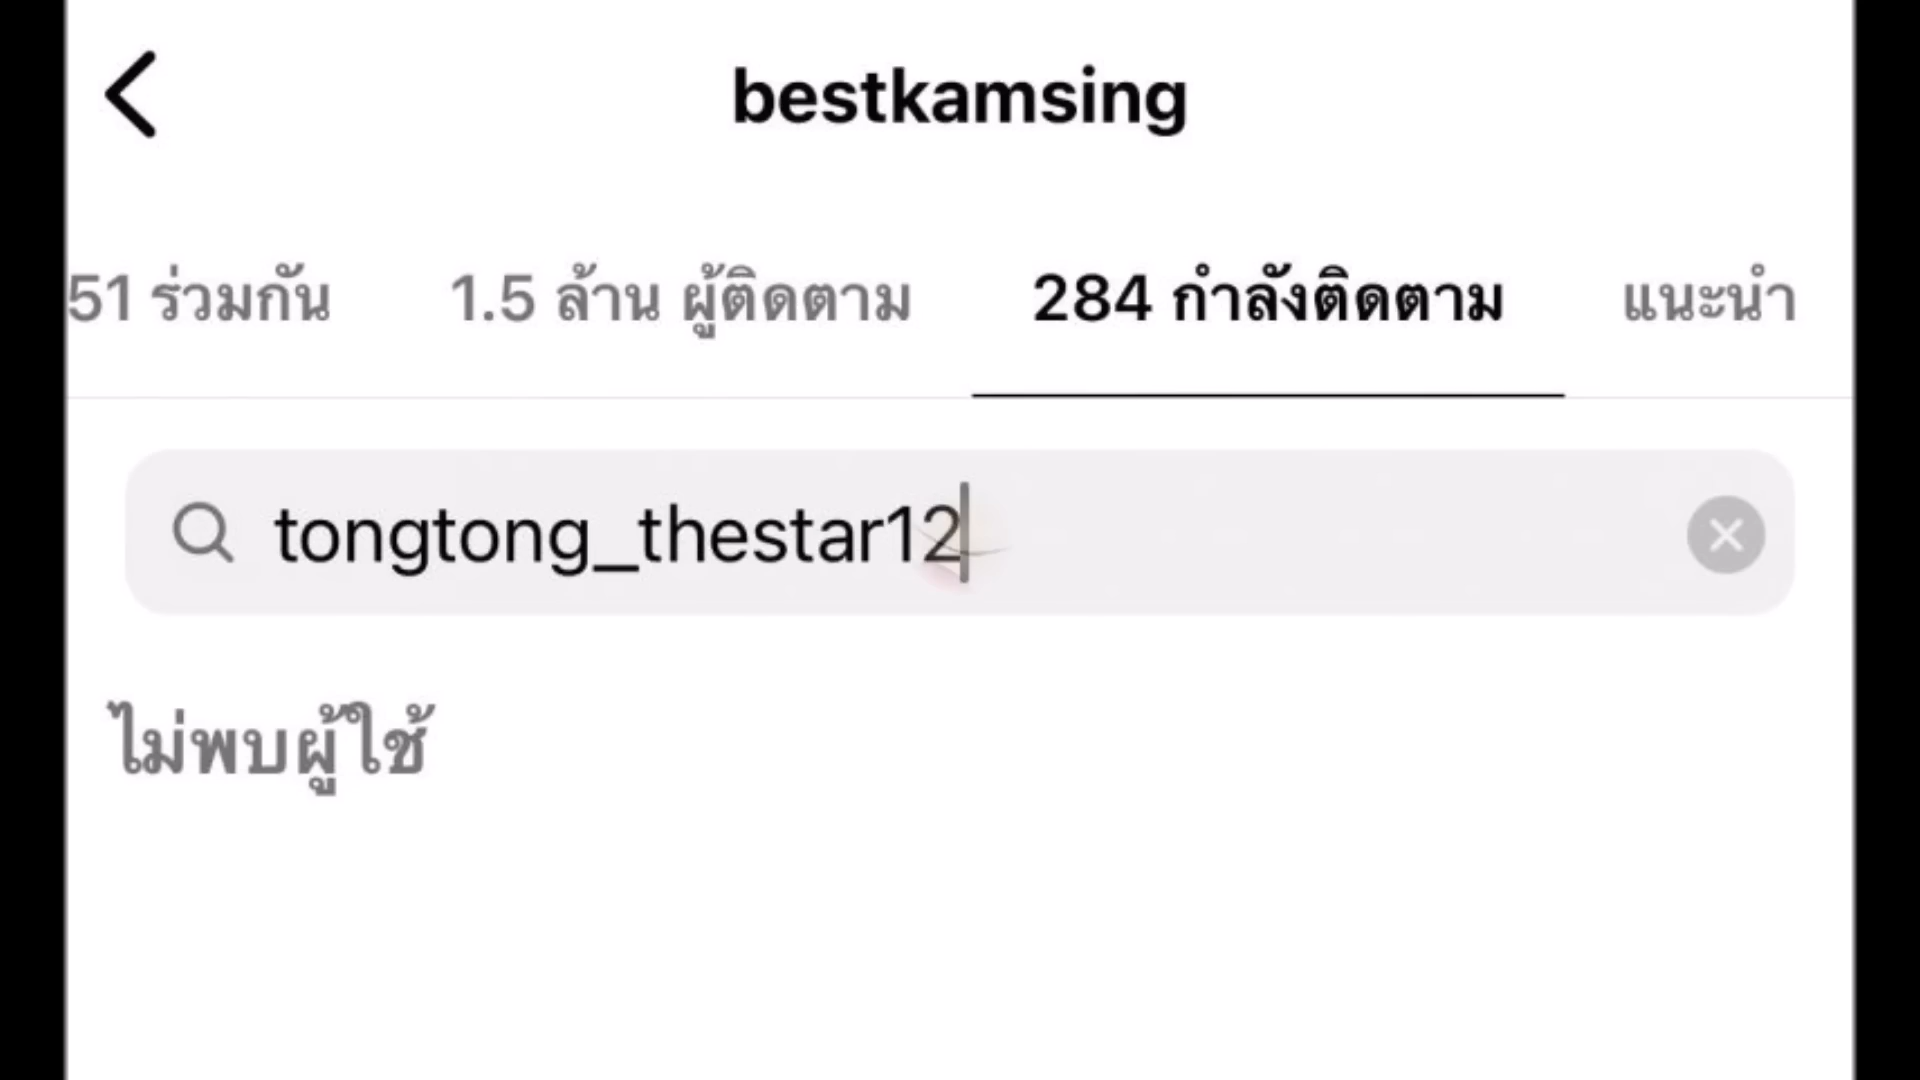 bestkamsing
51 ร่วมกัน 1.5 ล้าน ผู้ติดตาม 284 กำลังติดตาม แนะนำ
tongtong_thestar12
ไม่พบผู้ใช้